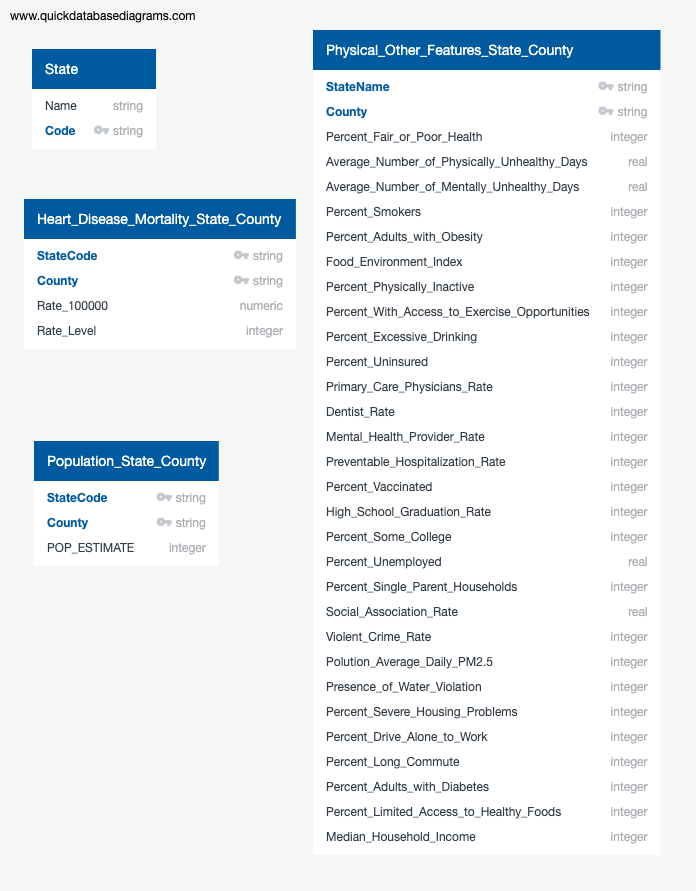 www.quickdatabasediagrams.com
State
Name string
Code string
Heart_Disease_Mortality_State_County
StateCode string
County string
Rate_100000 numeric
Rate_Level integer
Population_State_County
StateCode string
County string
POP_ESTIMATE integer
Physical_Other_Features_State_County
StateName string
County string
Percent_Fair_or_Poor_Health integer
Average_Number_of_Physically_Unhealthy_Days real
Average_Number_of_Mentally_Unhealthy_Days real
Percent_Smokers integer
Percent_Adults_with_Obesity integer
Food_Environment_Index integer
Percent_Physically_Inactive integer
Percent_With_Access_to_Exercise_Opportunities integer
Percent_Excessive_Drinking integer
Percent_Uninsured integer
Primary_Care_Physicians_Rate integer
Dentist_Rate integer
Mental_Health_Provider_Rate integer
Preventable_Hospitalization_Rate integer
Percent_Vaccinated integer
High_School_Graduation_Rate integer
Percent_Some_College integer
Percent_Unemployed real
Percent_Single_Parent_Households integer
Social_Association_Rate real
Violent_Crime_Rate integer
Polution_Average_Daily_PM2.5 integer
Presence_of_Water_Violation integer
Percent_Severe_Housing_Problems integer
Percent_Drive_Alone_to_Work integer
Percent_Long_Commute integer
Percent_Adults_with_Diabetes integer
Percent_Limited_Access_to_Healthy_Foods integer
Median_Household_Income integer